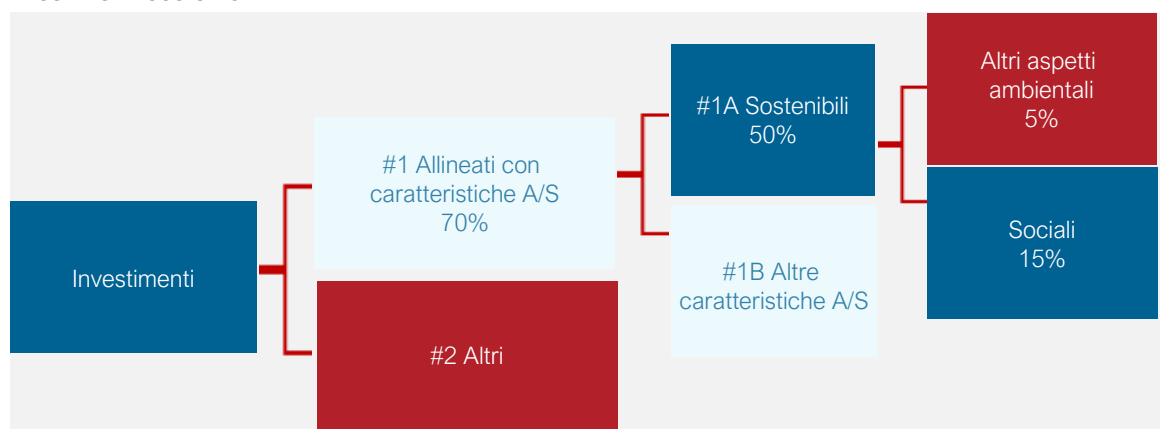 Investimenti
#1 Allineati con
caratteristiche A/S
70%
#2 Altri
#1A Sostenibili
50%
#1B Altre
caratteristiche A/S
Altri aspetti
ambientali
5%
Sociali
15%